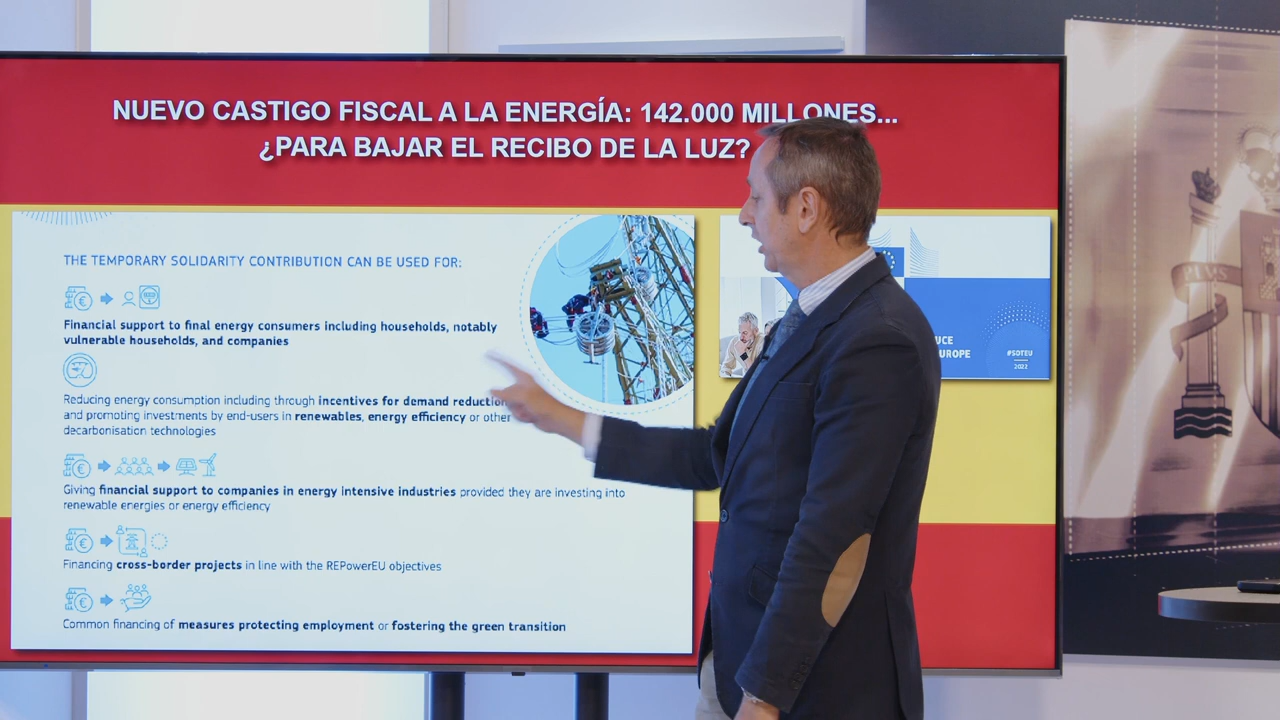 NUEVO CASTIGO FISCAL A LA ENERGÍA: 142.000 MILLONES...
¿PARA BAJAR EL RECIBO DE LA LUZ?
THE TEMPORARY SOLIDARITY CONTRIBUTION CAN BE USED FOR:
Financial support to final energy consumers including households, notably
vulnerable households, and companies
Reducing energy consumption including through incentives for demand reduction
and promoting investments by end-users in renewables, energy efficiency or other
decarbonisation technologies
Giving financial support to companies in energy intensive industries provided they are investing into
renewable energies or energy efficiency
Financing cross-border projects in line with the REPowerEU objectives
Common financing of measures protecting employment or fostering the green transition
#SOTEU
2022
PLVS